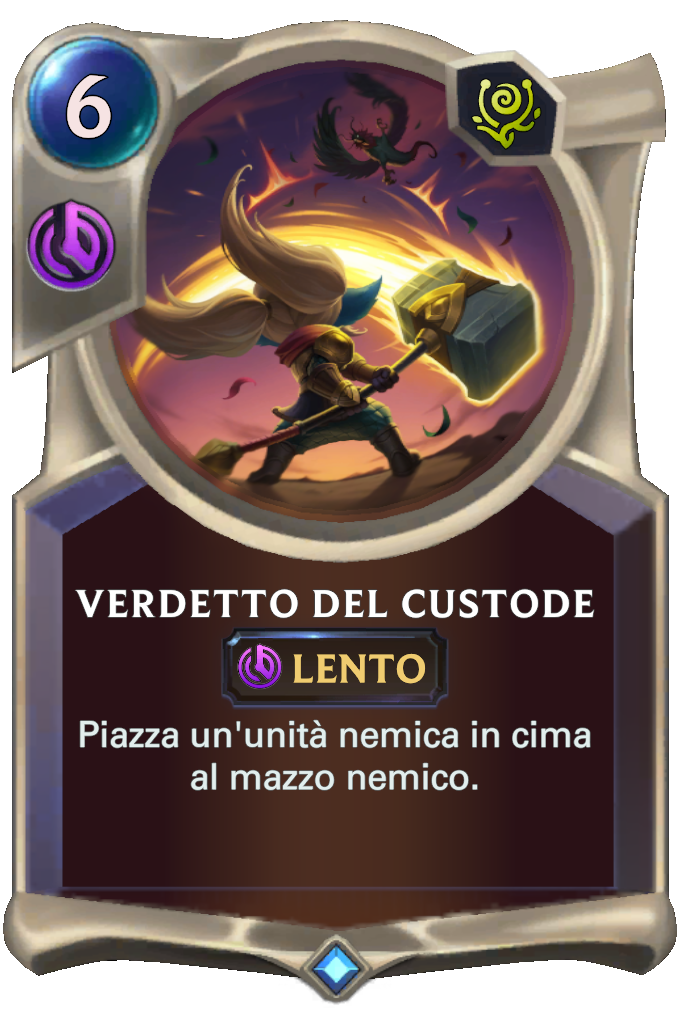 6
VERDETTO DEL CUSTODE
LENTO
Piazza un'unità nemica in cima
al mazzo nemico.